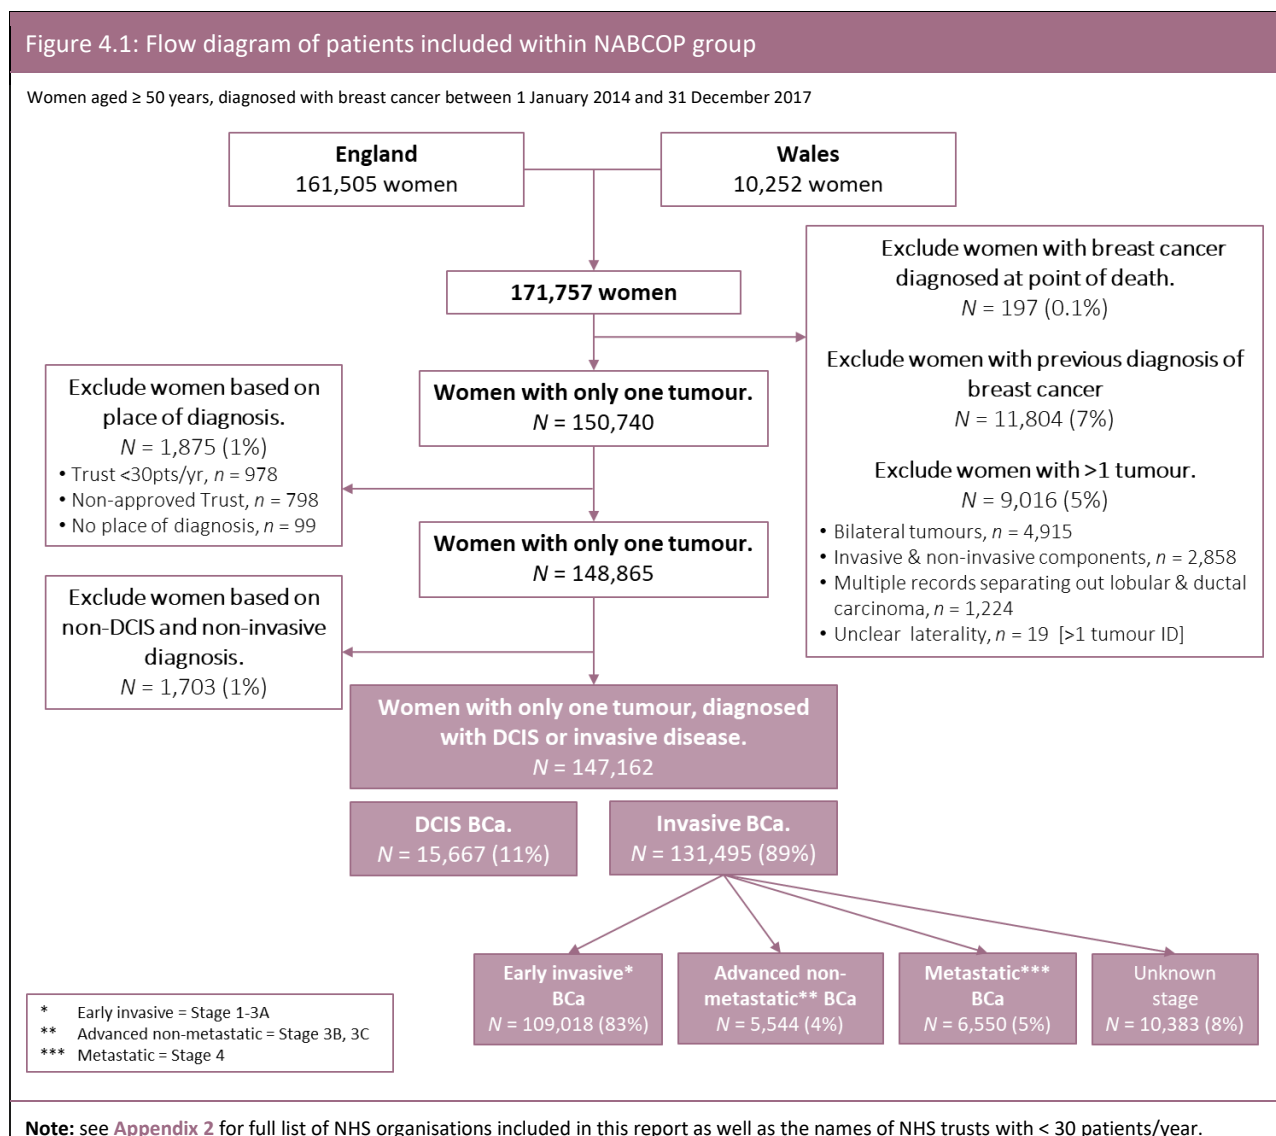 Figure 4.1: Flow diagram of patients included within NABCOP group
Women aged ≥ 50 years, diagnosed with breast cancer between 1 January 2014 and 31 December 2017
England
161,505 women
Wales
10,252 women
171,757 women
Exclude women with breast cancer
diagnosed at point of death.
N = 197 (0.1%)
Exclude women with previous diagnosis of
breast cancer
N = 11,804 (7%)
Exclude women with >1 tumour.
N = 9,016 (5%)
• Bilateral tumours, n = 4,915
• Invasive & non-invasive components, n = 2,858
• Multiple records separating out lobular & ductal
carcinoma, n = 1,224
• Unclear laterality, n = 19 [>1 tumour ID]
Women with only one tumour.
N = 150,740
Exclude women based on
place of diagnosis.
N = 1,875 (1%)
• Trust <30pts/yr, n = 978
• Non-approved Trust, n = 798
• No place of diagnosis, n = 99
Women with only one tumour.
N = 148,865
Exclude women based on
non-DCIS and non-invasive
diagnosis.
N = 1,703 (1%)
Women with only one tumour, diagnosed
with DCIS or invasive disease.
N = 147,162
DCIS BCa.
N = 15,667 (11%)
Invasive BCa.
N = 131,495 (89%)
Early invasive*
BCa
N = 109,018 (83%)
Advanced non-
metastatic** BCa
N = 5,544 (4%)
Metastatic***
BCa
N = 6,550 (5%)
Unknown
stage
N = 10,383 (8%)
* Early invasive = Stage 1-3A
** Advanced non-metastatic = Stage 3B, 3C
*** Metastatic = Stage 4
Note: see Appendix 2 for full list of NHS organisations included in this report as well as the names of NHS trusts with < 30 patients/year.